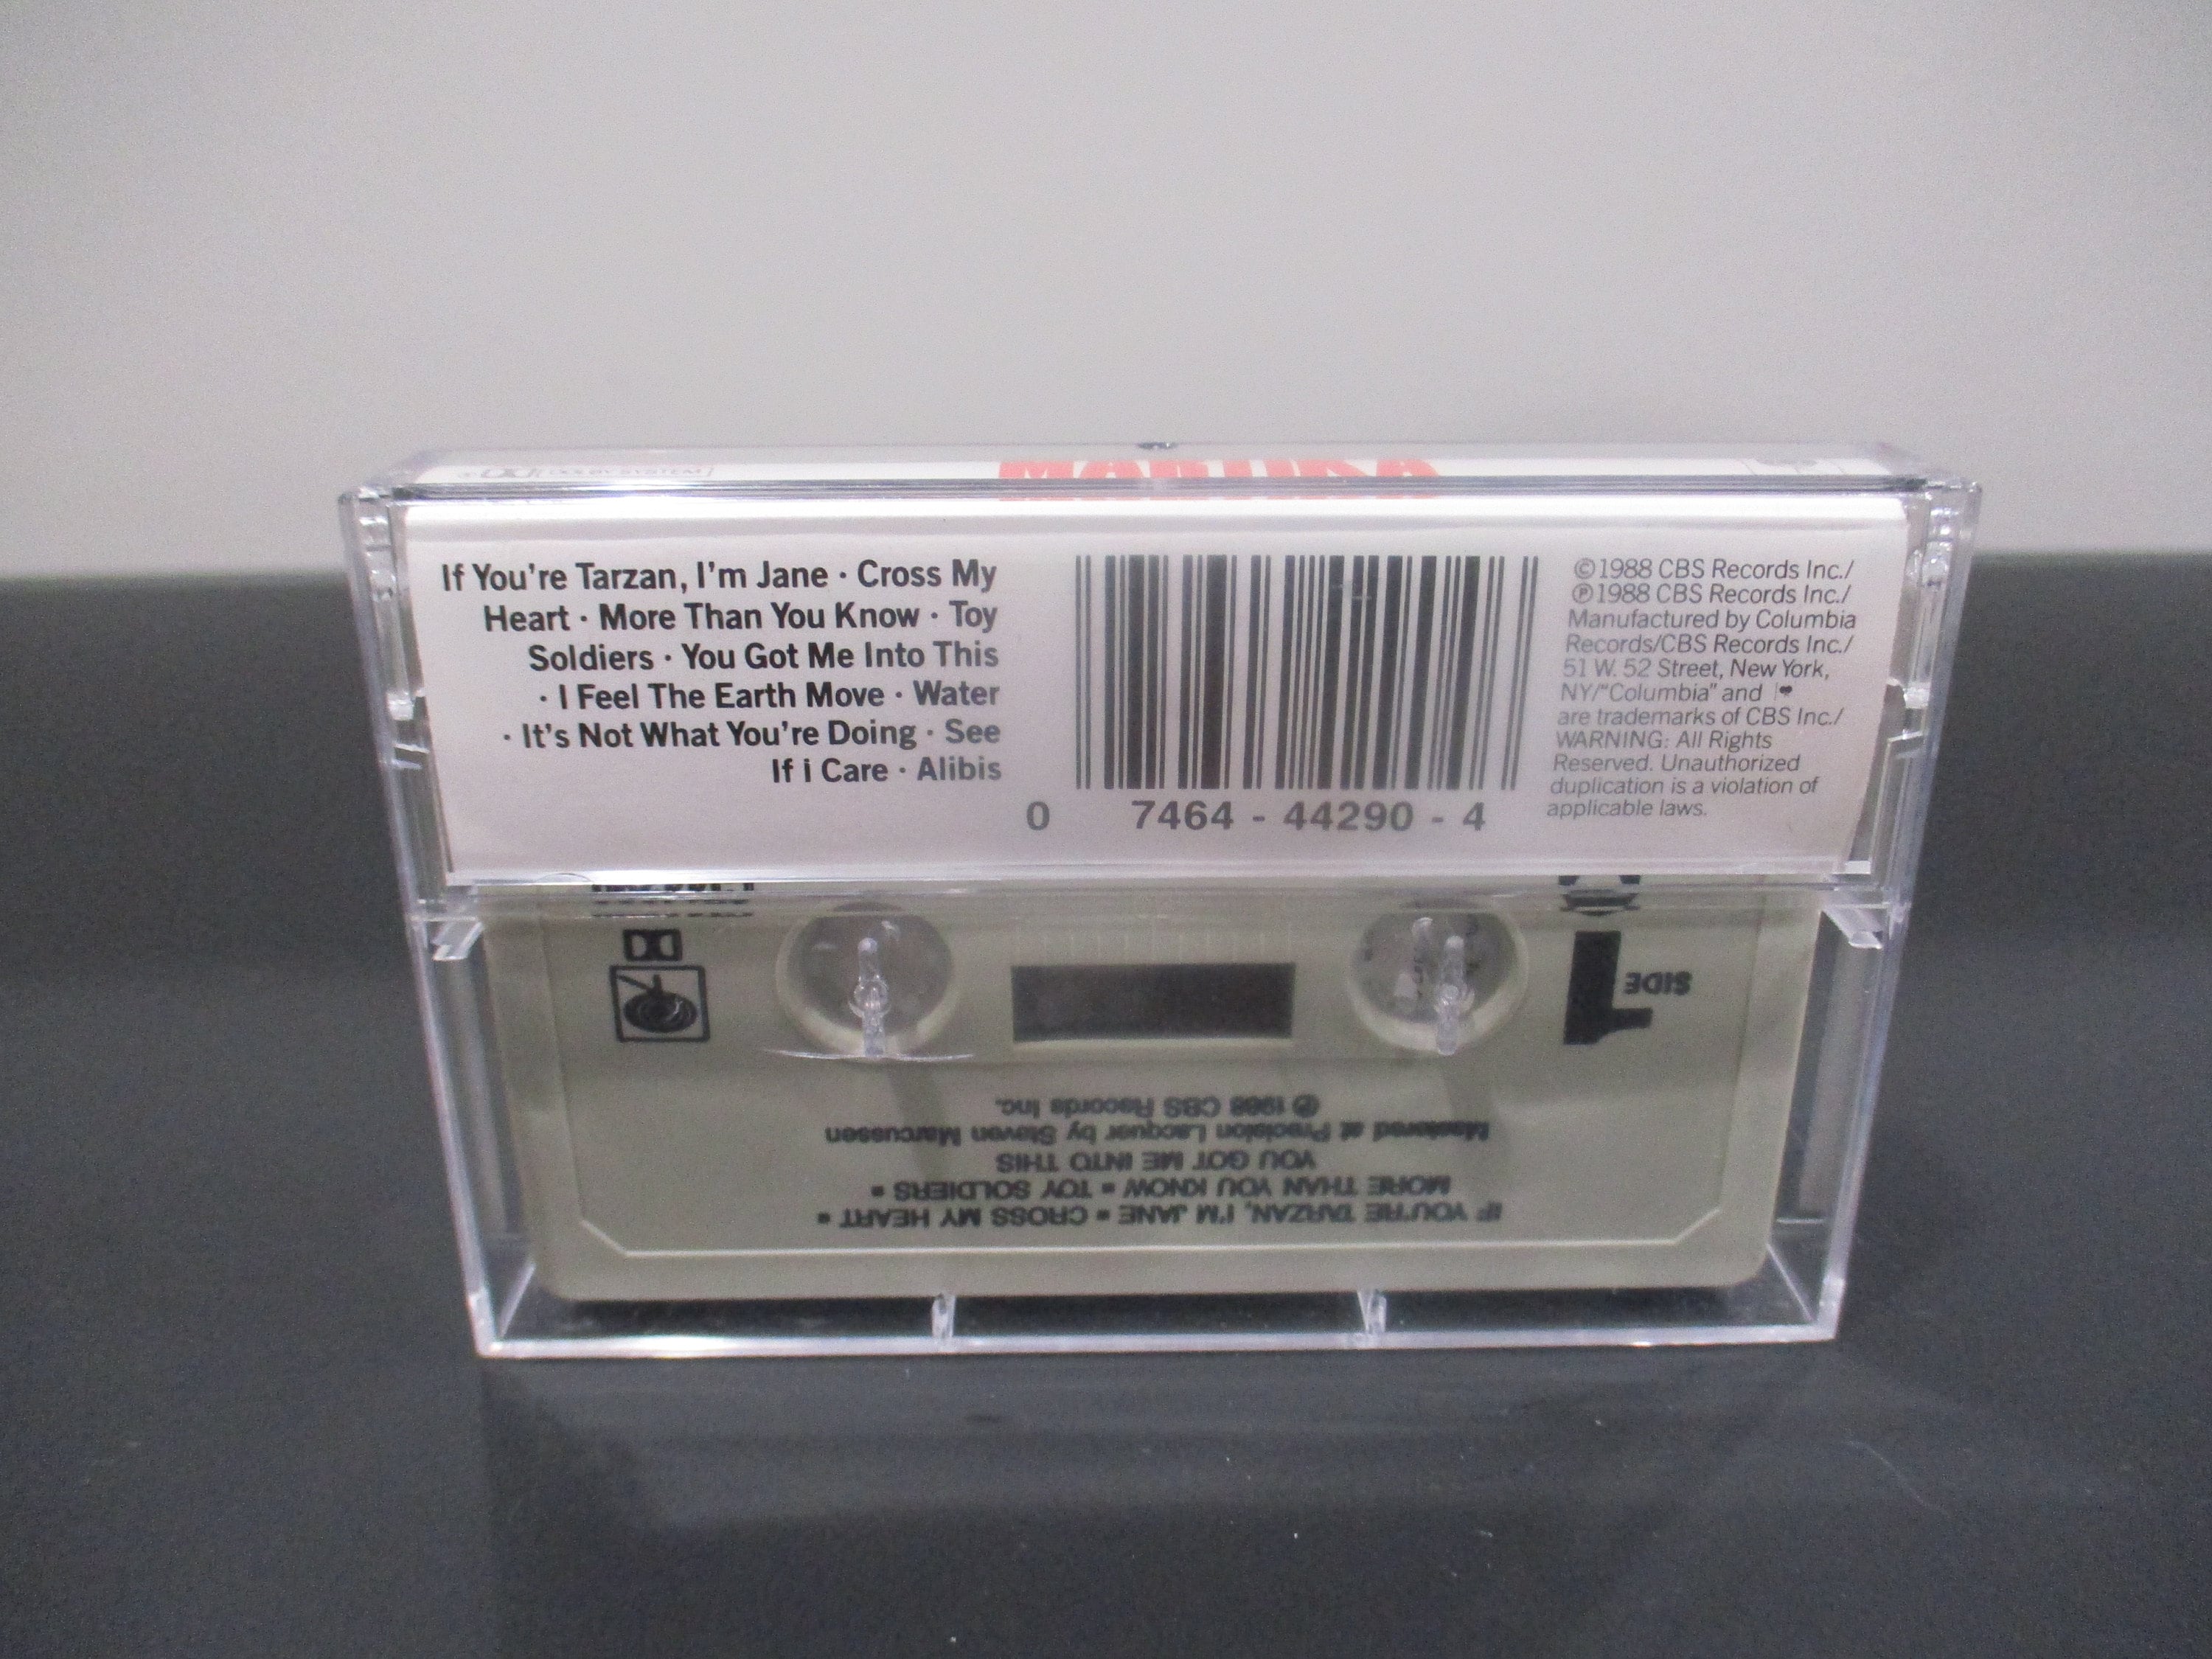 DOLBY SYSTEM
MARTIKA
If You're Tarzan, I'm Jane · Cross My
Heart · More Than You Know · Toy
Soldiers · You Got Me Into This
· I Feel The Earth Move · Water
· It's Not What You're Doing · See
If i Care · Alibis
0 7464 - 44290 - 4
©1988 CBS Records Inc./
℗1988 CBS Records Inc./
Manufactured by Columbia
Records/CBS Records Inc./
51 W. 52 Street, New York,
NY/"Columbia" and
are trademarks of CBS Inc./
WARNING: All Rights
Reserved. Unauthorized
duplication is a violation of
applicable laws.
IF YOU'RE TARZAN, I'M JANE ▪ CROSS MY HEART ▪
MORE THAN YOU KNOW ▪ TOY SOLDIERS ▪
YOU GOT ME INTO THIS
Mastered at Precision Lacquer by Steven Marcussen
℗ 1988 CBS Records Inc.
SIDE 1